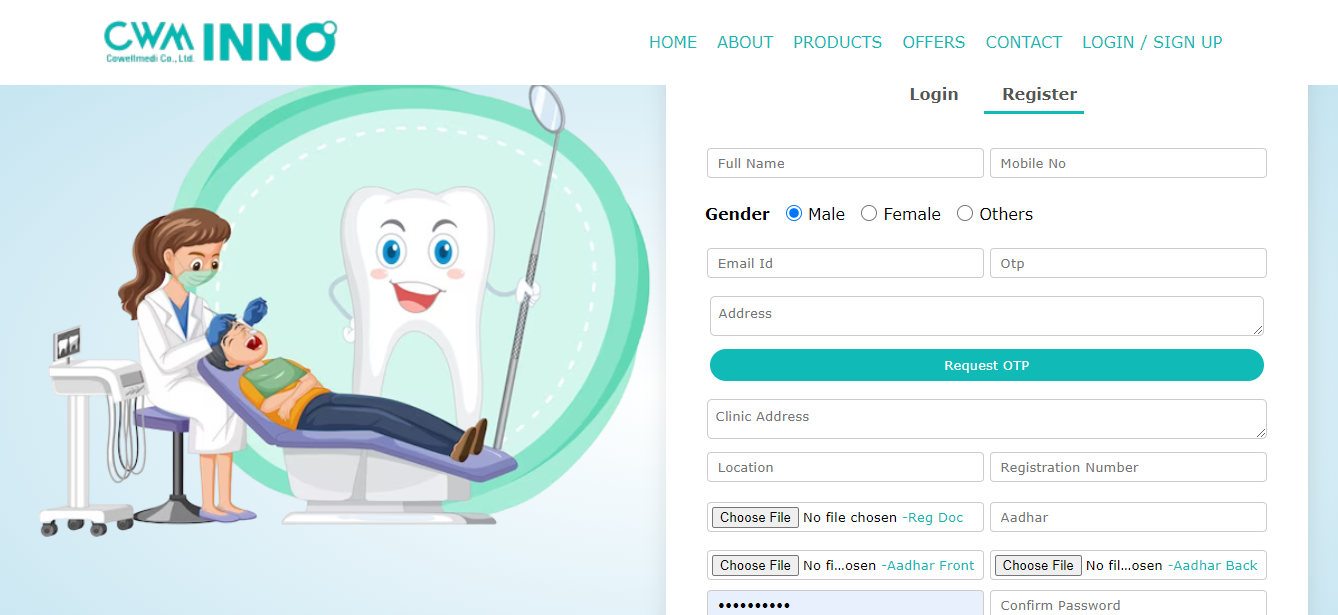 CWM INNO
Cowellmedi Co., Ltd.
HOME ABOUT PRODUCTS OFFERS CONTACT LOGIN / SIGN UP
Login Register
Full Name Mobile No
Gender Male Female Others
Email Id Otp
Address
Request OTP
Clinic Address
Location Registration Number
Choose File No file chosen -Reg Doc Aadhar
Choose File No fi...osen -Aadhar Front Choose File No fil...osen -Aadhar Back
•••••••••• Confirm Password